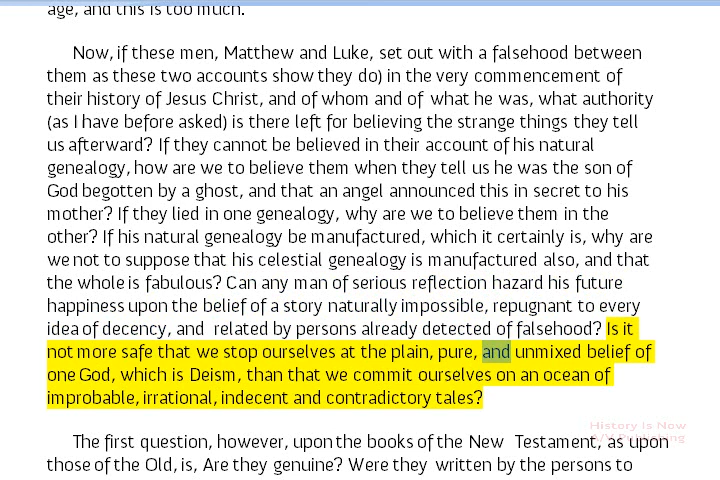 age, and this is too much.
Now, if these men, Matthew and Luke, set out with a falsehood between
them as these two accounts show they do) in the very commencement of
their history of Jesus Christ, and of whom and of what he was, what authority
(as I have before asked) is there left for believing the strange things they tell
us afterward? If they cannot be believed in their account of his natural
genealogy, how are we to believe them when they tell us he was the son of
God begotten by a ghost, and that an angel announced this in secret to his
mother? If they lied in one genealogy, why are we to believe them in the
other? If his natural genealogy be manufactured, which it certainly is, why are
we not to suppose that his celestial genealogy is manufactured also, and that
the whole is fabulous? Can any man of serious reflection hazard his future
happiness upon the belief of a story naturally impossible, repugnant to every
idea of decency, and related by persons already detected of falsehood? Is it
not more safe that we stop ourselves at the plain, pure, and unmixed belief of
one God, which is Deism, than that we commit ourselves on an ocean of
improbable, irrational, indecent and contradictory tales?
History Is Now
Publishing
The first question, however, upon the books of the New Testament, as upon
those of the Old, is, Are they genuine? Were they written by the persons to